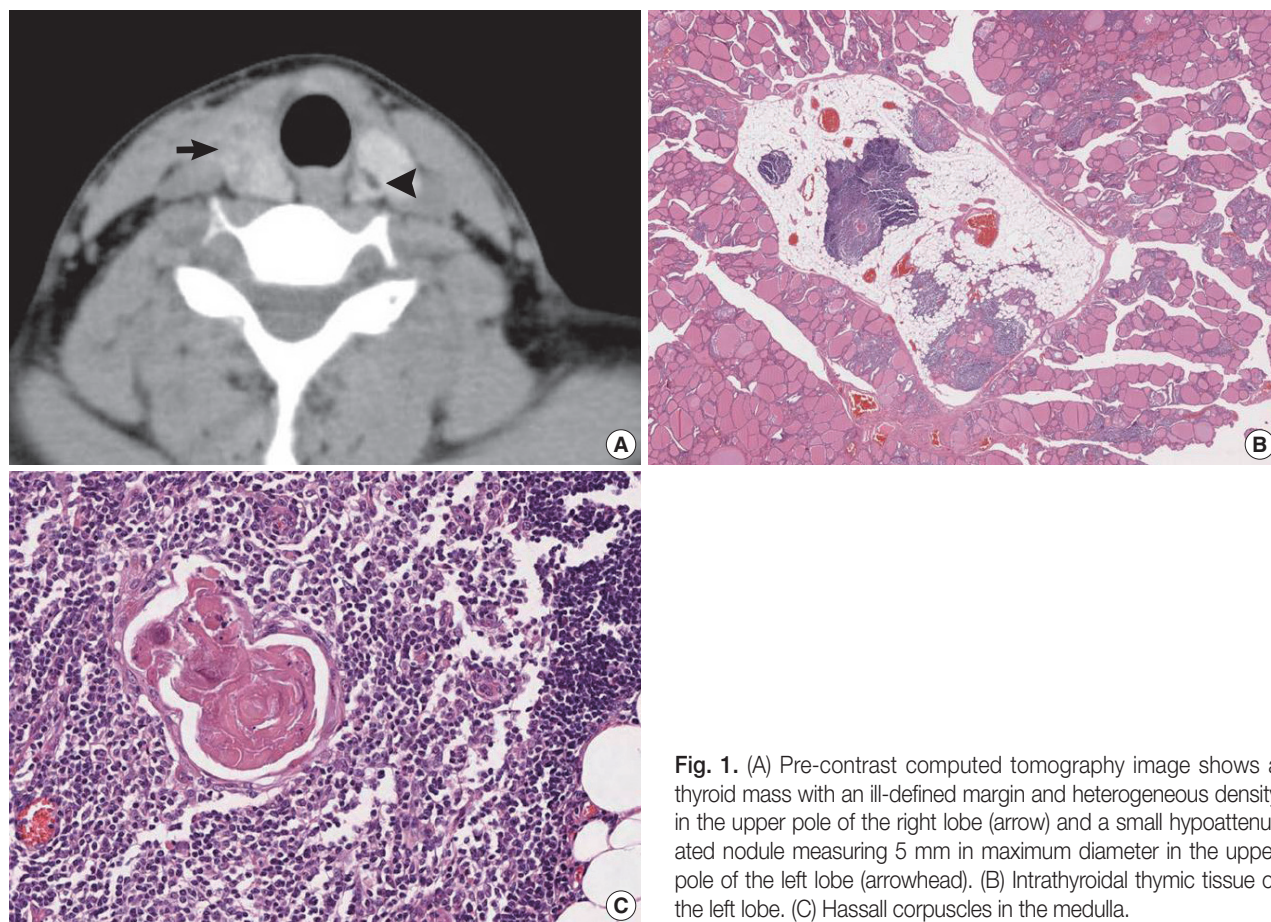 A
B
C
Fig. 1. (A) Pre-contrast computed tomography image shows a
thyroid mass with an ill-defined margin and heterogeneous density
in the upper pole of the right lobe (arrow) and a small hypoattenu
ated nodule measuring 5 mm in maximum diameter in the upper
pole of the left lobe (arrowhead). (B) Intrathyroidal thymic tissue o
the left lobe. (C) Hassall corpuscles in the medulla.